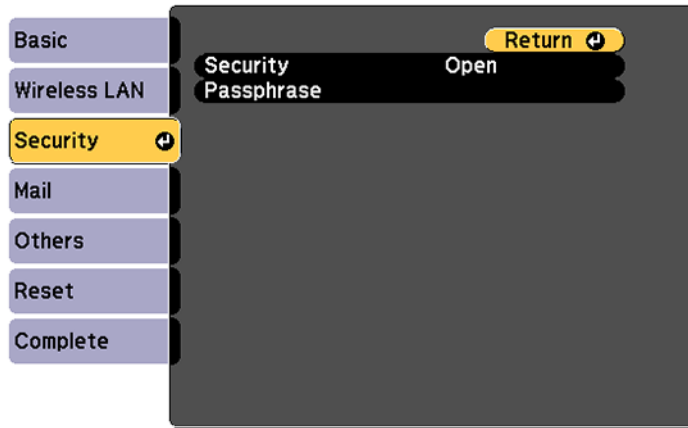 Basic
Wireless LAN
Security
Mail
Others
Reset
Complete
Return
Security Open
Passphrase